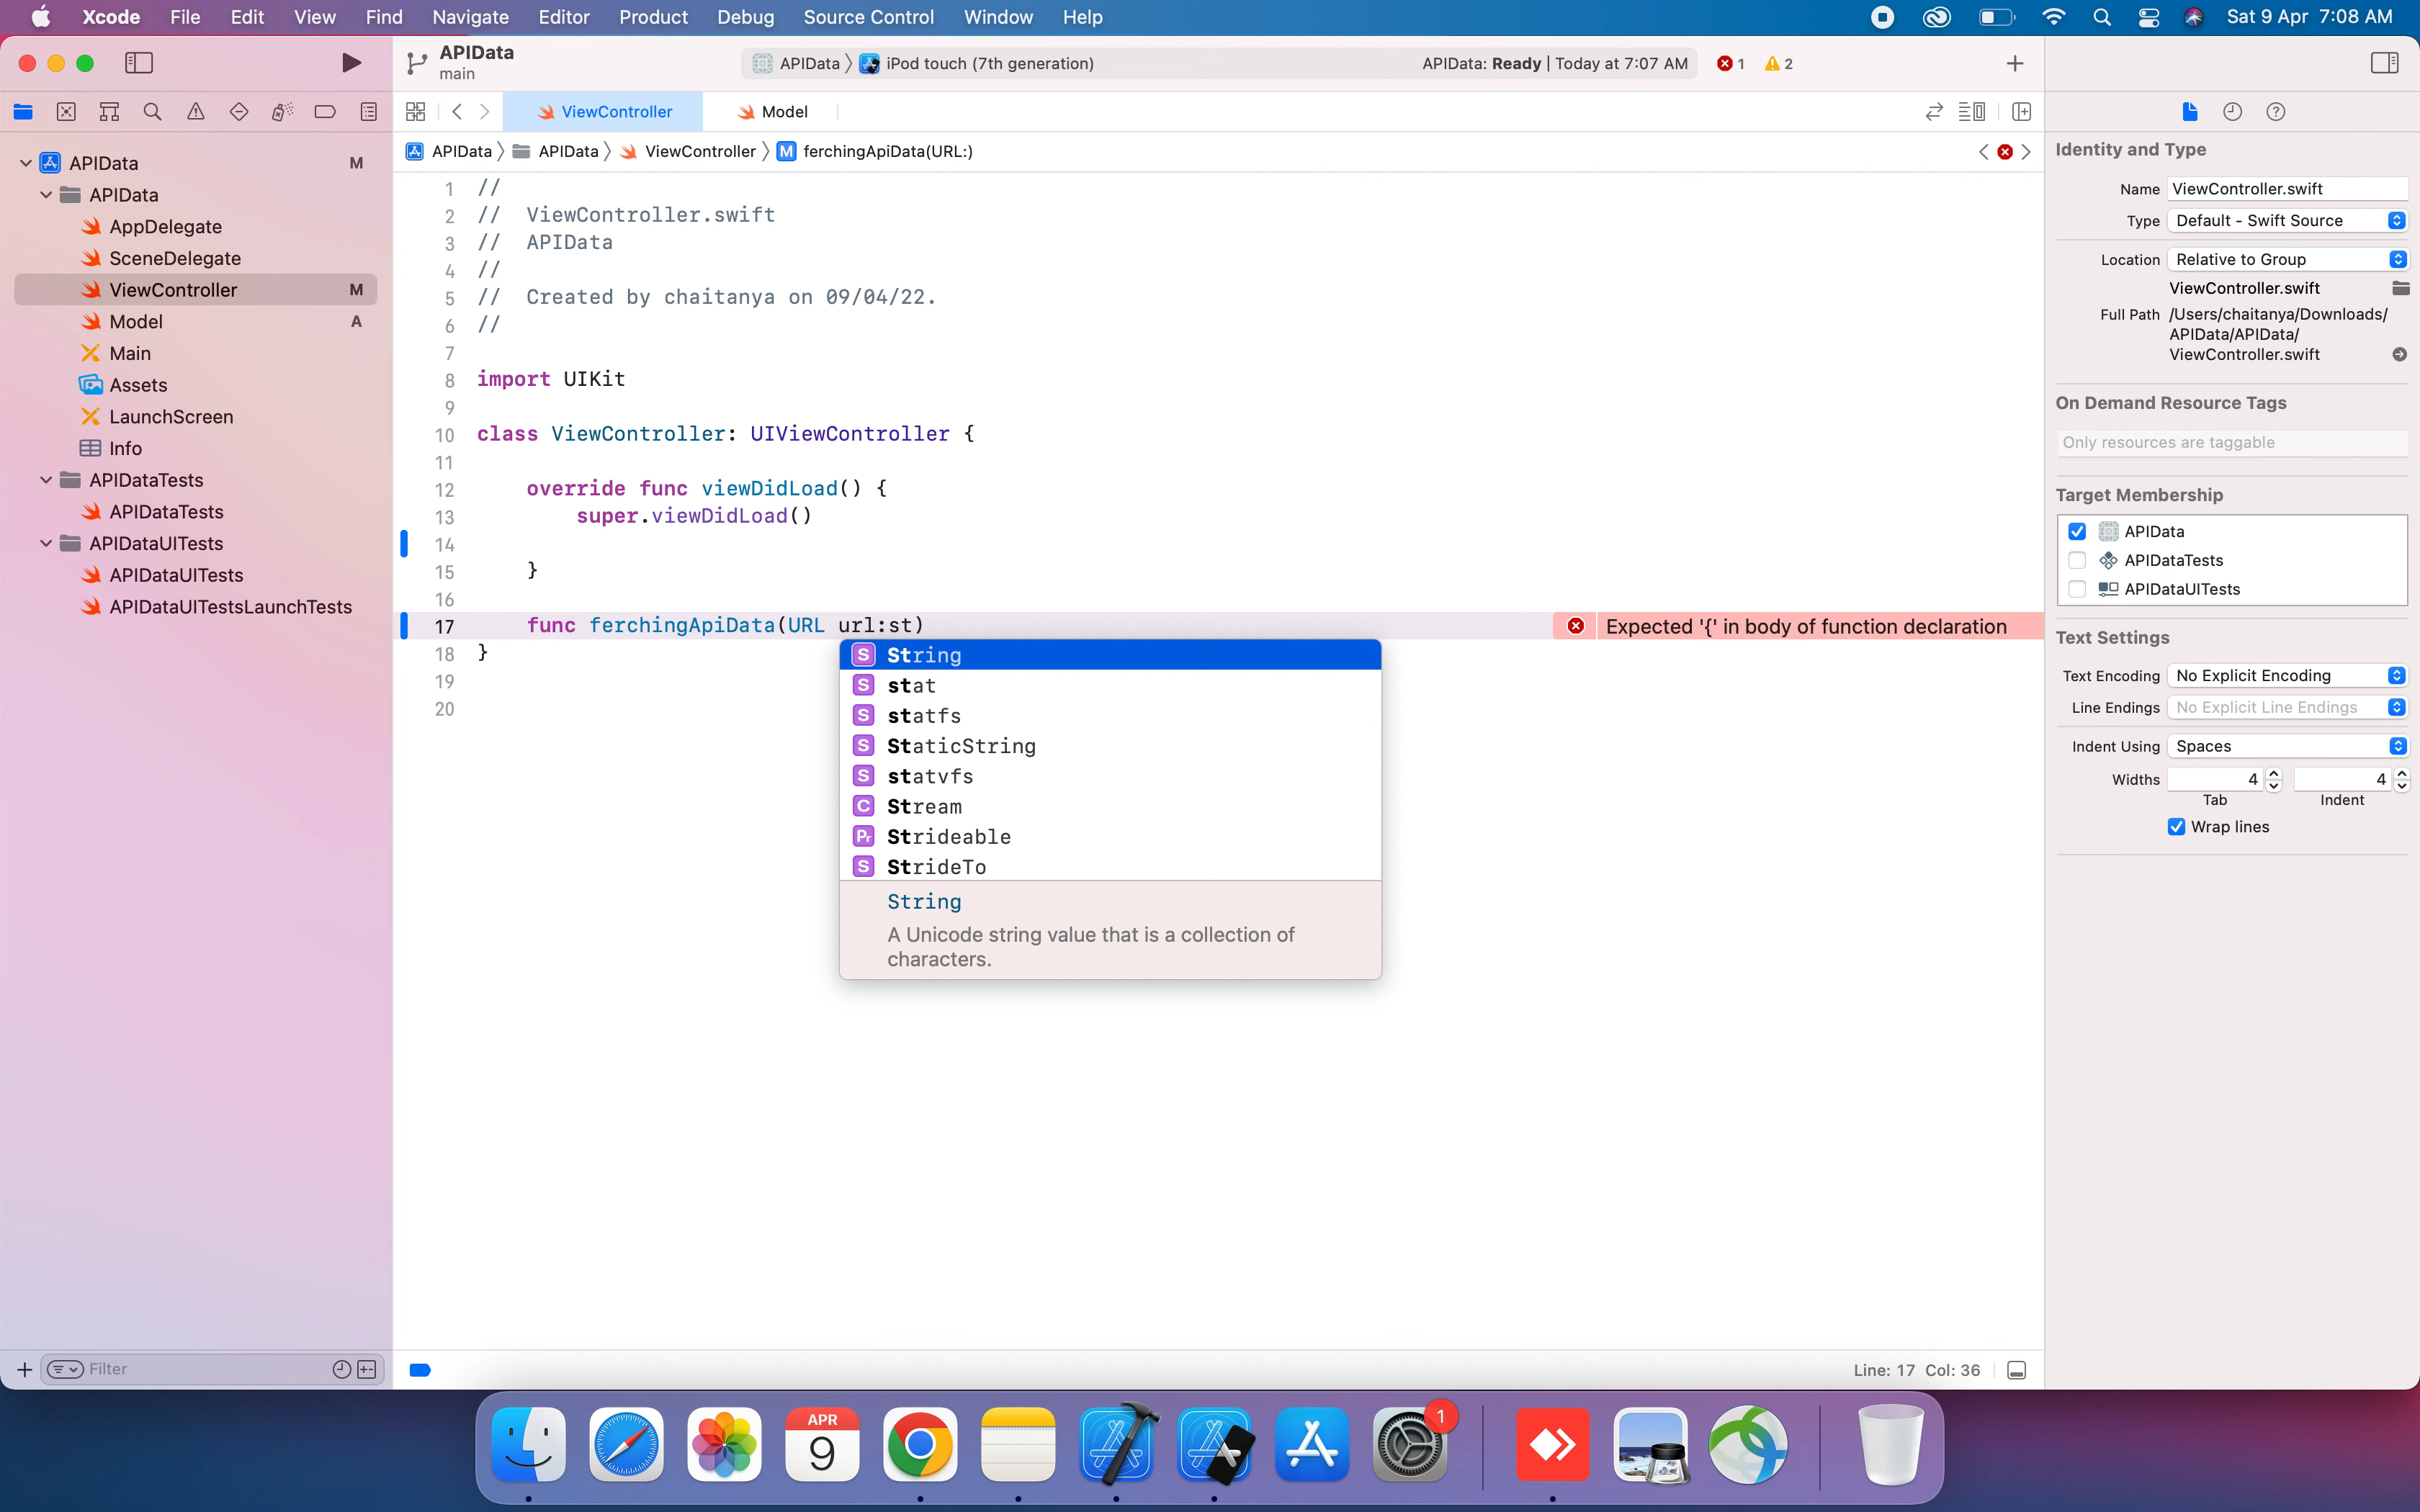 Xcode File Edit View Find Navigate Editor Product Debug Source Control Window Help Sat 9 Apr 7:08 AM
APIData
main
APIData iPod touch (7th generation) APIData: Ready | Today at 7:07 AM 1 2
ViewController Model
APIData APIData ViewController M ferchingApiData(URL:)
APIData M
APIData
AppDelegate
SceneDelegate
ViewController M
Model A
Main
Assets
LaunchScreen
Info
APIDataTests
APIDataTests
APIDataUITests
APIDataUITests
APIDataUITestsLaunchTests
Filter
1 //
2 // ViewController.swift
3 // APIData
4 //
5 // Created by chaitanya on 09/04/22.
6 //
7
8 import UIKit
9
10 class ViewController: UIViewController {
11
12 override func viewDidLoad() {
13 super.viewDidLoad()
14
15 }
16
17 func ferchingApiData(URL url:st) Expected '{' in body of function declaration
18 }
19
20
S String
S stat
S statfs
S StaticString
S statvfs
C Stream
Pr Strideable
S StrideTo
String
A Unicode string value that is a collection of
characters.
Line: 17 Col: 36
Identity and Type
Name ViewController.swift
Type Default - Swift Source
Location Relative to Group
ViewController.swift
Full Path /Users/chaitanya/Downloads/
APIData/APIData/
ViewController.swift
On Demand Resource Tags
Only resources are taggable
Target Membership
APIData
APIDataTests
APIDataUITests
Text Settings
Text Encoding No Explicit Encoding
Line Endings No Explicit Line Endings
Indent Using Spaces
Widths 4 4
Tab Indent
Wrap lines
APR
9
1